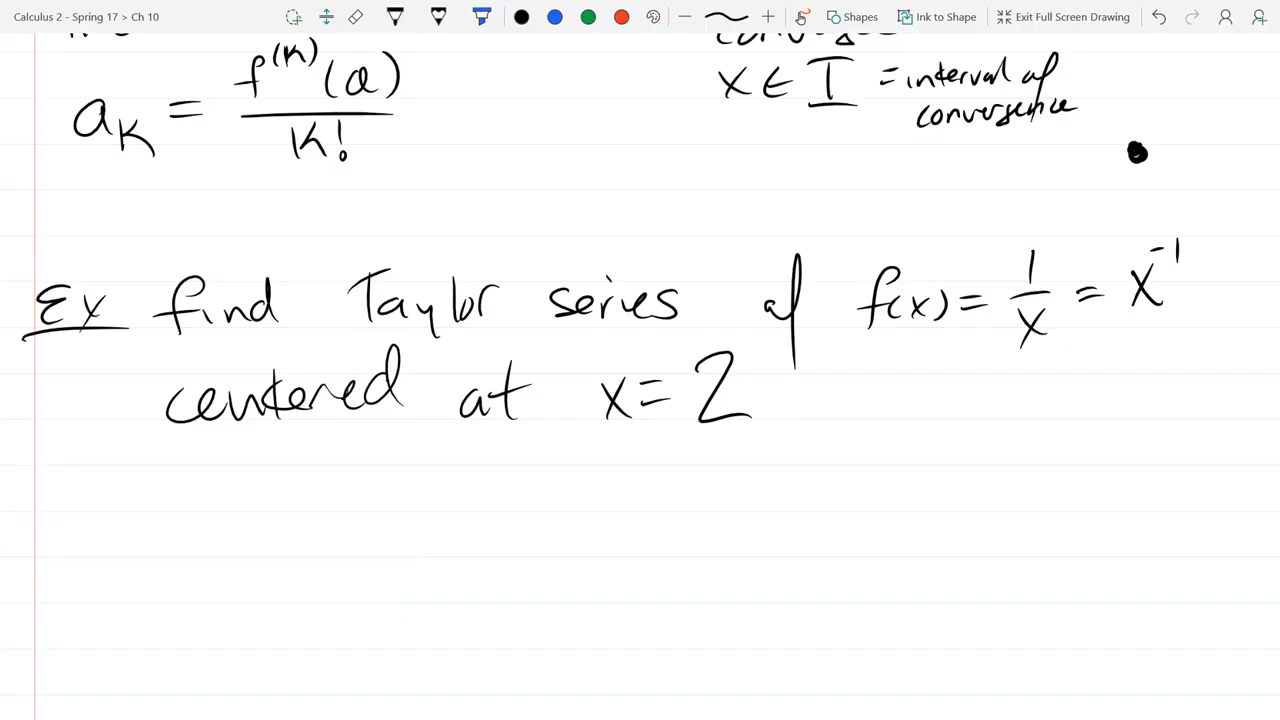 Calculus 2 - Spring 17 > Ch 10 Shapes Ink to Shape Exit Full Screen Drawing
a_K = f^(K)(a) / K!
converges
x ∈ I = interval of convergence
Ex find Taylor series of f(x) = 1/x = x^-1
centered at x = 2